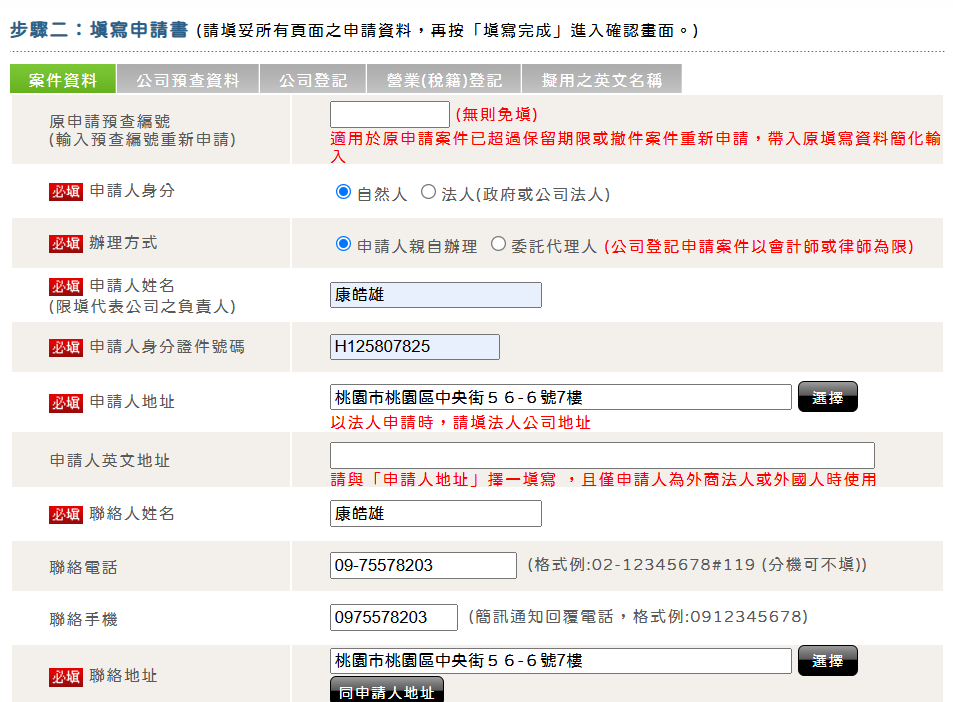 步驟二：填寫申請書 (請填妥所有頁面之申請資料，再按「填寫完成」進入確認畫面。)
案件資料 公司預查資料 公司登記 營業(稅籍)登記 擬用之英文名稱
原申請預查編號
(輸入預查編號重新申請)
(無則免填)
適用於原申請案件已超過保留期限或撤件案件重新申請，帶入原填寫資料簡化輸
入
必填 申請人身分 自然人 法人(政府或公司法人)
必填 辦理方式 申請人親自辦理 委託代理人 (公司登記申請案件以會計師或律師為限)
必填 申請人姓名
(限填代表公司之負責人)
康皓雄
必填 申請人身分證件號碼 H125807825
必填 申請人地址 桃園市桃園區中央街５６-６號7樓 選擇
以法人申請時，請填法人公司地址
申請人英文地址
請與「申請人地址」擇一填寫 ，且僅申請人為外商法人或外國人時使用
必填 聯絡人姓名 康皓雄
聯絡電話 09-75578203 (格式例:02-12345678#119 (分機可不填))
聯絡手機 0975578203 (簡訊通知回覆電話，格式例:0912345678)
必填 聯絡地址 桃園市桃園區中央街５６-６號7樓 選擇
同申請人地址